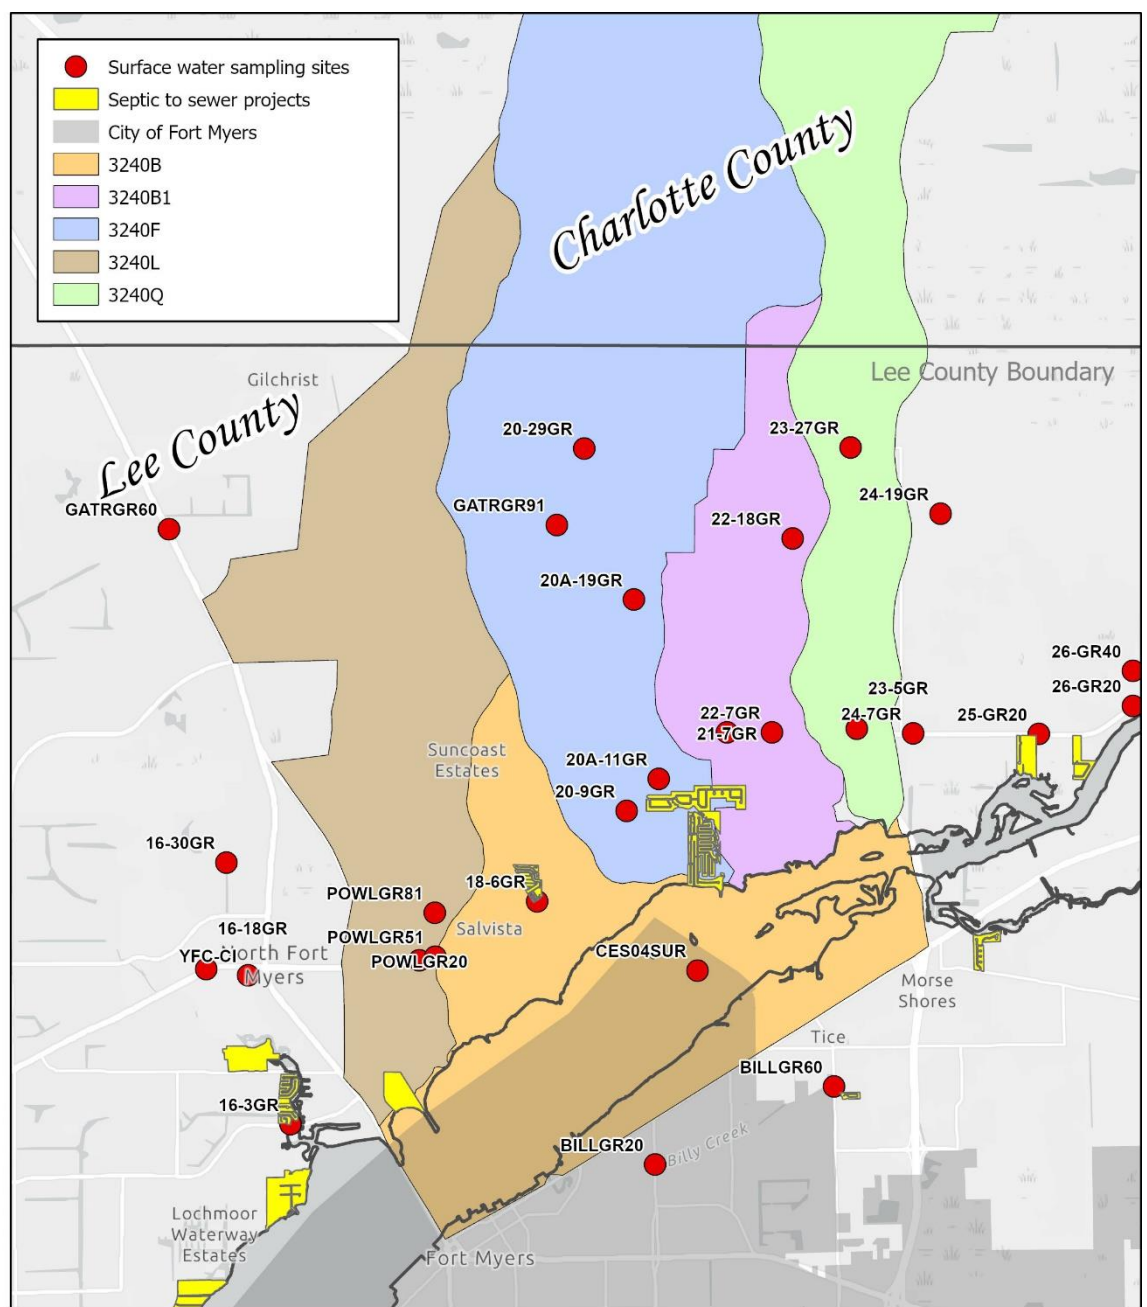 Surface water sampling sites
Septic to sewer projects
City of Fort Myers
3240B
3240B1
3240F
3240L
3240Q
Charlotte County
Lee County Boundary
Gilchrist
Lee County
20-29GR
23-27GR
GATRGR60
GATRGR91
24-19GR
22-18GR
20A-19GR
26-GR40
26-GR20
23-5GR
22-7GR
24-7GR
25-GR20
21-7GR
Suncoast
Estates
20A-11GR
20-9GR
16-30GR
18-6GR
POWLGR81
Salvista
16-18GR
POWLGR51
YFC-CI
North Fort
Myers
POWLGR20
CES04SUR
Morse
Shores
Tice
BILLGR60
16-3GR
BILLGR20
Billy Creek
Lochmoor
Waterway
Estates
Fort Myers